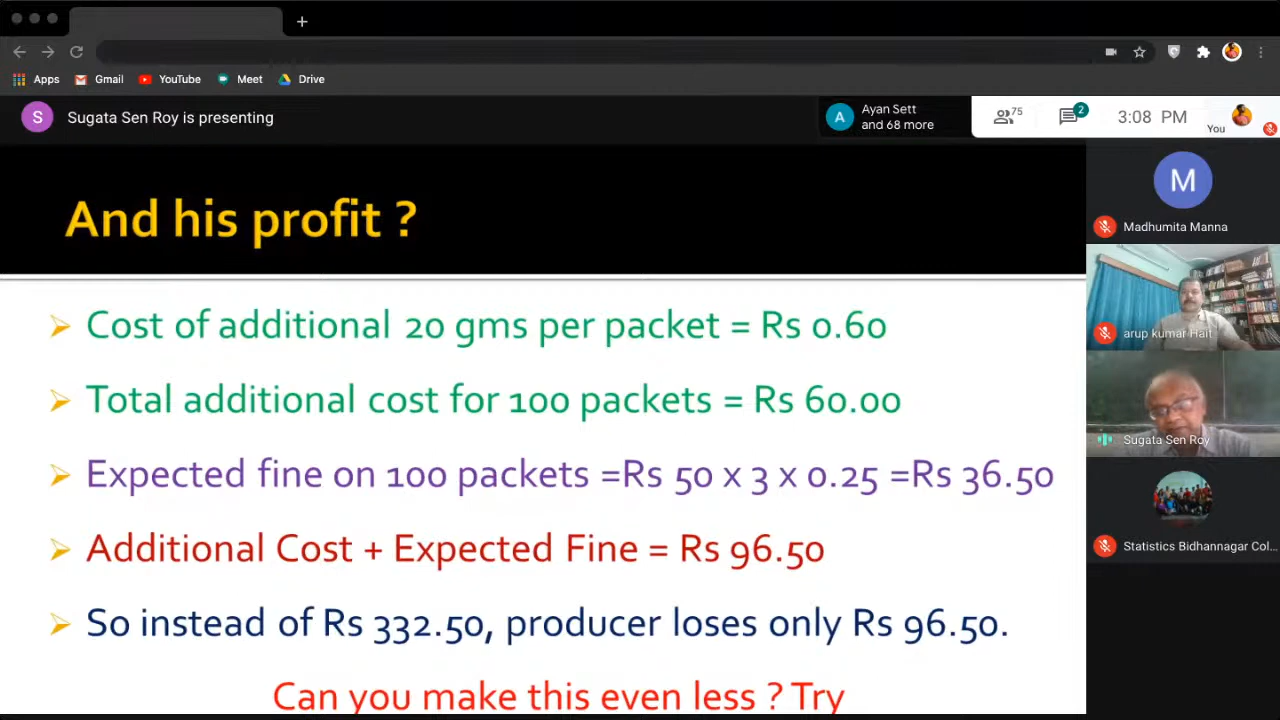 Apps Gmail YouTube Meet Drive
S Sugata Sen Roy is presenting
A Ayan Sett
and 68 more
75 2 3:08 PM You
And his profit ?
Cost of additional 20 gms per packet = Rs 0.60
Total additional cost for 100 packets = Rs 60.00
Expected fine on 100 packets =Rs 50 x 3 x 0.25 =Rs 36.50
Additional Cost + Expected Fine = Rs 96.50
So instead of Rs 332.50, producer loses only Rs 96.50.
Can you make this even less ? Try
M
Madhumita Manna
arup kumar Hait
Sugata Sen Roy
Statistics Bidhannagar Col...